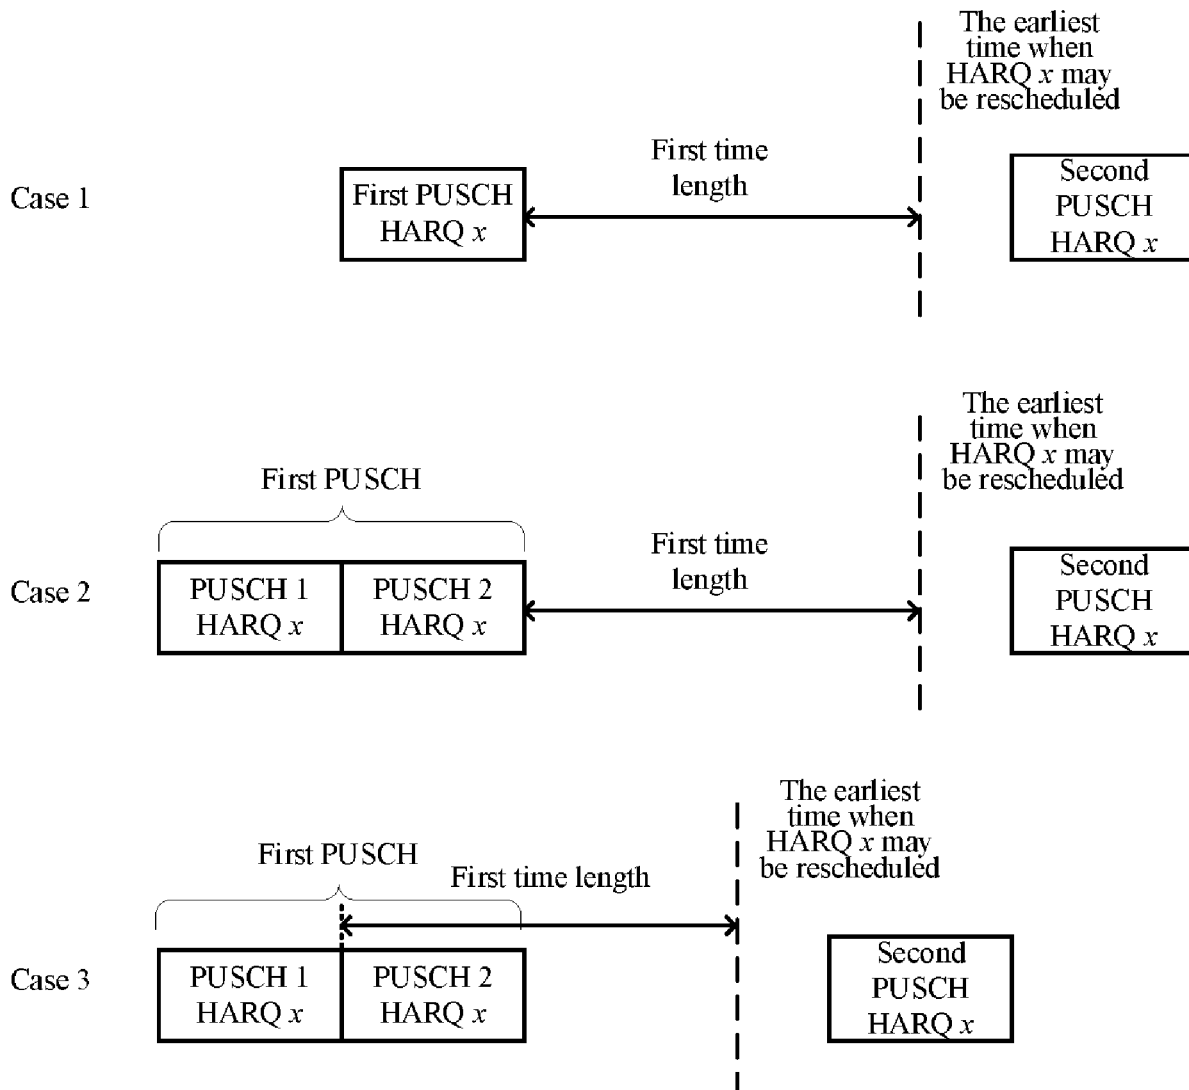 The earliest
time when
HARQ x may
be rescheduled
Case 1
First PUSCH
HARQ x
First time
length
Second
PUSCH
HARQ x
The earliest
time when
HARQ x may
be rescheduled
First PUSCH
Case 2
PUSCH 1
HARQ x
PUSCH 2
HARQ x
First time
length
Second
PUSCH
HARQ x
The earliest
time when
HARQ x may
be rescheduled
First PUSCH
First time length
Case 3
PUSCH 1
HARQ x
PUSCH 2
HARQ x
Second
PUSCH
HARQ x